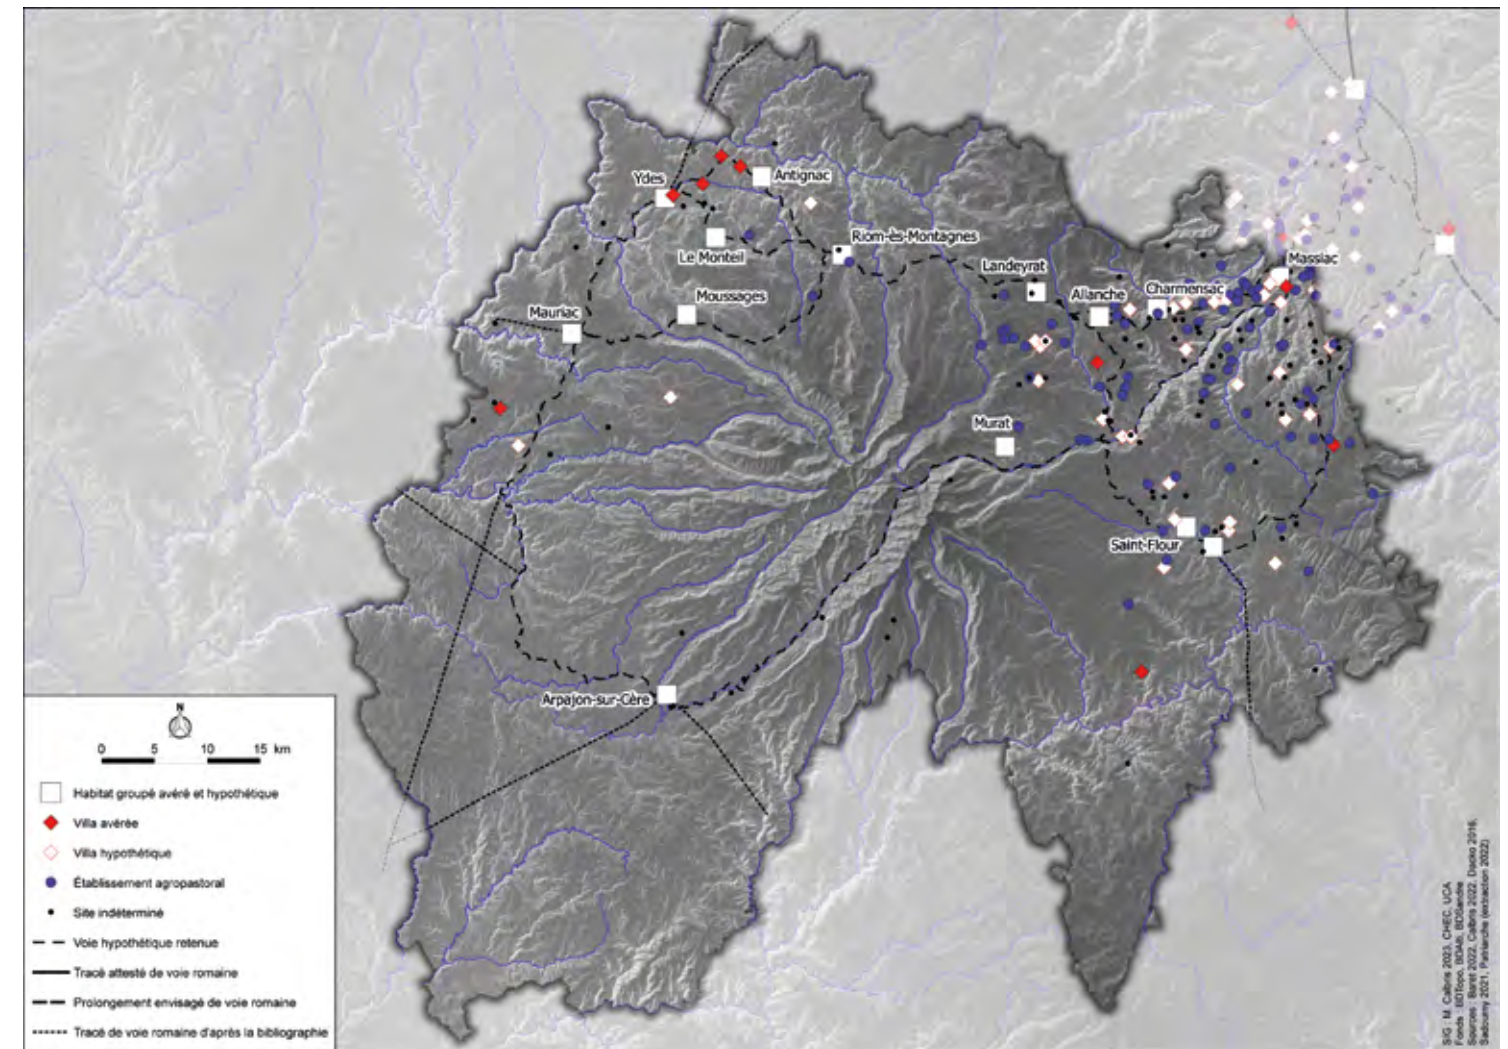 Ydes
Antignac
Le Monteil
Riom-ès-Montagnes
Massiac
Landeyrat
Allanche
Charmensac
Moussages
Mauriac
Murat
Saint-Flour
Arpajon-sur-Cère
N
0 5 10 15 km
Habitat groupé avéré et hypothétique
Villa avérée
Villa hypothétique
Établissement agropastoral
Site indéterminé
Voie hypothétique retenue
Tracé attesté de voie romaine
Prolongement envisagé de voie romaine
Tracé de voie romaine d'après la bibliographie
SIG : M. Calbris 2023, CHEC, UCA
Fonds : BDTopo, BDAlti, BDSandre
Sources : Baret 2022, Calbris 2022, Dacko 2016,
Sadourny 2021, Patriarche (extraction 2022)